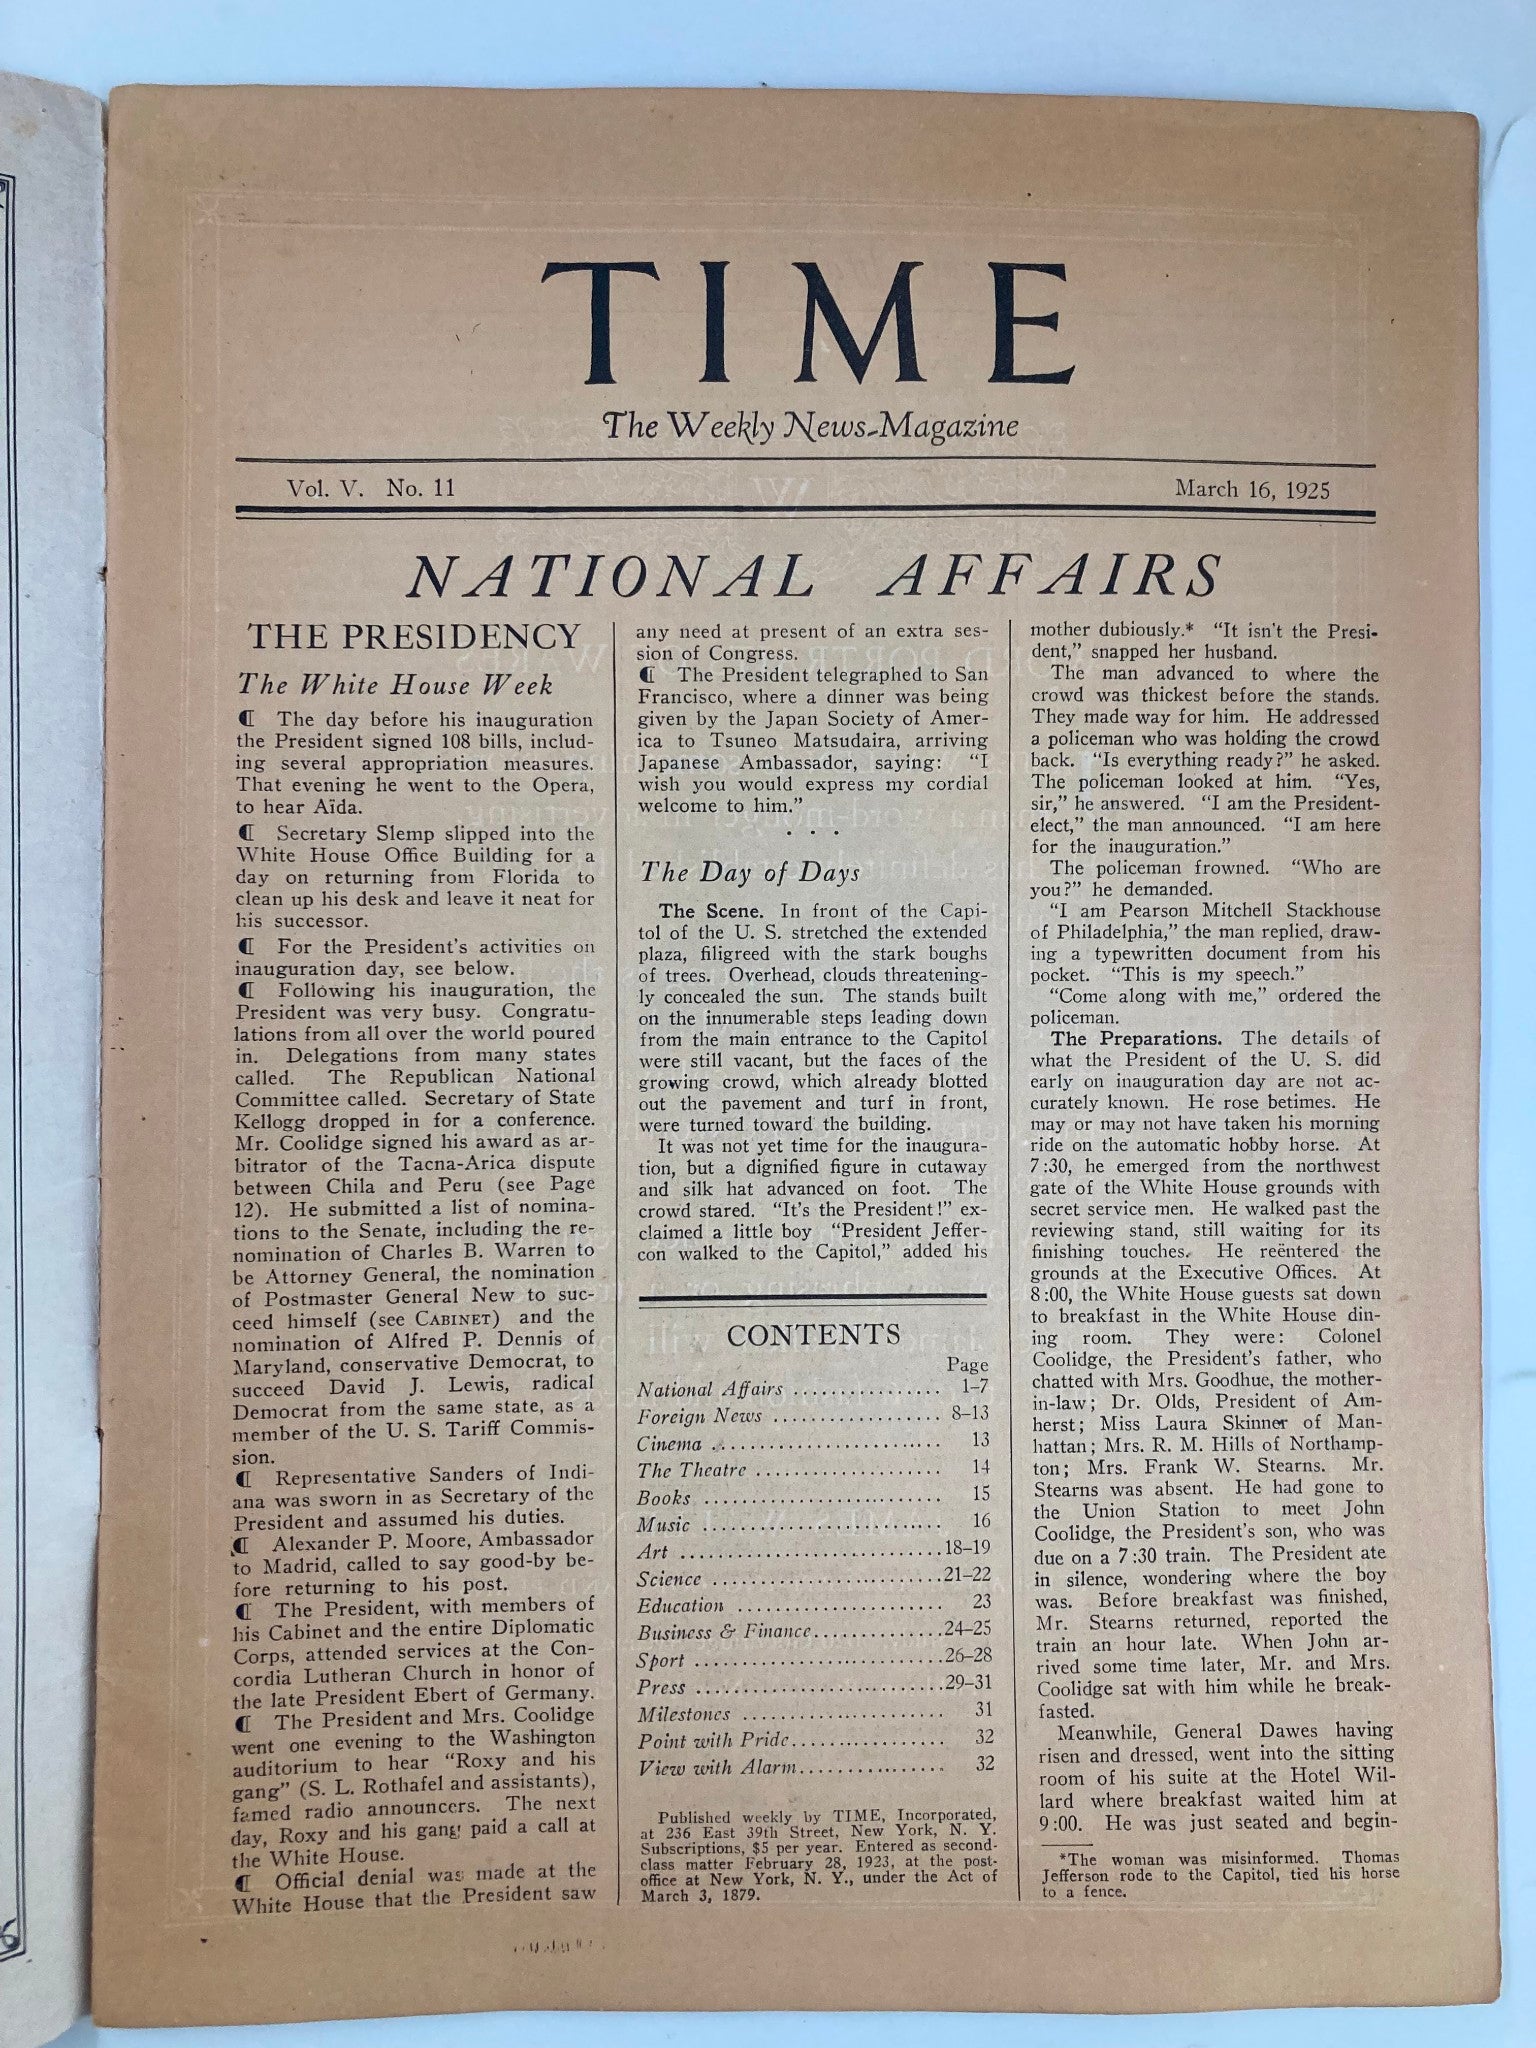 TIME
The Weekly News-Magazine
Vol. V. No. 11
March 16, 1925
NATIONAL AFFAIRS
THE PRESIDENCY
The White House Week
¶ The day before his inauguration
the President signed 108 bills, includ-
ing several appropriation measures.
That evening he went to the Opera,
to hear Aïda.
¶ Secretary Slemp slipped into the
White House Office Building for a
day on returning from Florida to
clean up his desk and leave it neat for
his successor.
¶ For the President's activities on
inauguration day, see below.
¶ Following his inauguration, the
President was very busy. Congratu-
lations from all over the world poured
in. Delegations from many states
called. The Republican National
Committee called. Secretary of State
Kellogg dropped in for a conference.
Mr. Coolidge signed his award as ar-
bitrator of the Tacna-Arica dispute
between Chila and Peru (see Page
12). He submitted a list of nomina-
tions to the Senate, including the re-
nomination of Charles B. Warren to
be Attorney General, the nomination
of Postmaster General New to suc-
ceed himself (see CABINET) and the
nomination of Alfred P. Dennis of
Maryland, conservative Democrat, to
succeed David J. Lewis, radical
Democrat from the same state, as a
member of the U. S. Tariff Commis-
sion.
¶ Representative Sanders of Indi-
ana was sworn in as Secretary of the
President and assumed his duties.
¶ Alexander P. Moore, Ambassador
to Madrid, called to say good-by be-
fore returning to his post.
¶ The President, with members of
his Cabinet and the entire Diplomatic
Corps, attended services at the Con-
cordia Lutheran Church in honor of
the late President Ebert of Germany.
¶ The President and Mrs. Coolidge
went one evening to the Washington
auditorium to hear "Roxy and his
gang" (S. L. Rothafel and assistants),
famed radio announcers. The next
day, Roxy and his gang paid a call at
the White House.
¶ Official denial was made at the
White House that the President saw
any need at present of an extra ses-
sion of Congress.
¶ The President telegraphed to San
Francisco, where a dinner was being
given by the Japan Society of Amer-
ica to Tsuneo Matsudaira, arriving
Japanese Ambassador, saying: "I
wish you would express my cordial
welcome to him."
. . .
The Day of Days
The Scene. In front of the Capi-
tol of the U. S. stretched the extended
plaza, filigreed with the stark boughs
of trees. Overhead, clouds threatening-
ly concealed the sun. The stands built
on the innumerable steps leading down
from the main entrance to the Capitol
were still vacant, but the faces of the
growing crowd, which already blotted
out the pavement and turf in front,
were turned toward the building.
It was not yet time for the inaugura-
tion, but a dignified figure in cutaway
and silk hat advanced on foot. The
crowd stared. "It's the President!" ex-
claimed a little boy "President Jeffer-
con walked to the Capitol," added his
CONTENTS
Page
National Affairs ................ 1–7
Foreign News .................. 8–13
Cinema ......................... 13
The Theatre .................... 14
Books .......................... 15
Music .......................... 16
Art ............................18–19
Science ........................21–22
Education ...................... 23
Business & Finance..............24–25
Sport ..........................26–28
Press ..........................29–31
Milestones ..................... 31
Point with Pride................ 32
View with Alarm................. 32
Published weekly by TIME, Incorporated,
at 236 East 39th Street, New York, N. Y.
Subscriptions, $5 per year. Entered as second-
class matter February 28, 1923, at the post-
office at New York, N. Y., under the Act of
March 3, 1879.
mother dubiously.* "It isn't the Presi-
dent," snapped her husband.
The man advanced to where the
crowd was thickest before the stands.
They made way for him. He addressed
a policeman who was holding the crowd
back. "Is everything ready?" he asked.
The policeman looked at him. "Yes,
sir," he answered. "I am the President-
elect," the man announced. "I am here
for the inauguration."
The policeman frowned. "Who are
you?" he demanded.
"I am Pearson Mitchell Stackhouse
of Philadelphia," the man replied, draw-
ing a typewritten document from his
pocket. "This is my speech."
"Come along with me," ordered the
policeman.
The Preparations. The details of
what the President of the U. S. did
early on inauguration day are not ac-
curately known. He rose betimes. He
may or may not have taken his morning
ride on the automatic hobby horse. At
7:30, he emerged from the northwest
gate of the White House grounds with
secret service men. He walked past the
reviewing stand, still waiting for its
finishing touches. He reëntered the
grounds at the Executive Offices. At
8:00, the White House guests sat down
to breakfast in the White House din-
ing room. They were: Colonel
Coolidge, the President's father, who
chatted with Mrs. Goodhue, the mother-
in-law; Dr. Olds, President of Am-
herst; Miss Laura Skinner of Man-
hattan; Mrs. R. M. Hills of Northamp-
ton; Mrs. Frank W. Stearns. Mr.
Stearns was absent. He had gone to
the Union Station to meet John
Coolidge, the President's son, who was
due on a 7:30 train. The President ate
in silence, wondering where the boy
was. Before breakfast was finished,
Mr. Stearns returned, reported the
train an hour late. When John ar-
rived some time later, Mr. and Mrs.
Coolidge sat with him while he break-
fasted.
Meanwhile, General Dawes having
risen and dressed, went into the sitting
room of his suite at the Hotel Wil-
lard where breakfast waited him at
9:00. He was just seated and begin-
*The woman was misinformed. Thomas
Jefferson rode to the Capitol, tied his horse
to a fence.